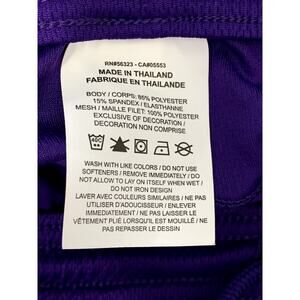 RN#56323 - CA#05553
MADE IN THAILAND
FABRIQUE EN THAILANDE
BODY / CORPS: 85% POLYESTER
15% SPANDEX / ELASTHANNE
MESH / MAILLE FILET: 100% POLYESTER
EXCLUSIVE OF DECORATION /
DECORATION NON COMPRISE
WASH WITH LIKE COLORS / DO NOT USE
SOFTENERS / REMOVE IMMEDIATELY / DO
NOT ALLOW TO LAY ON ITSELF WHEN WET /
DO NOT IRON DESIGN
LAVER AVEC COULEURS SIMILAIRES / NE
PAS UTILISER D'ADOUCISSEUR / ENLEVER
IMMEDIATEMENT / NE PAS LAISSER LE
VÊTEMENT PLIÉ LORSQU'IL EST MOUILLÉ /
NE PAS REPASSER LE DESSIN